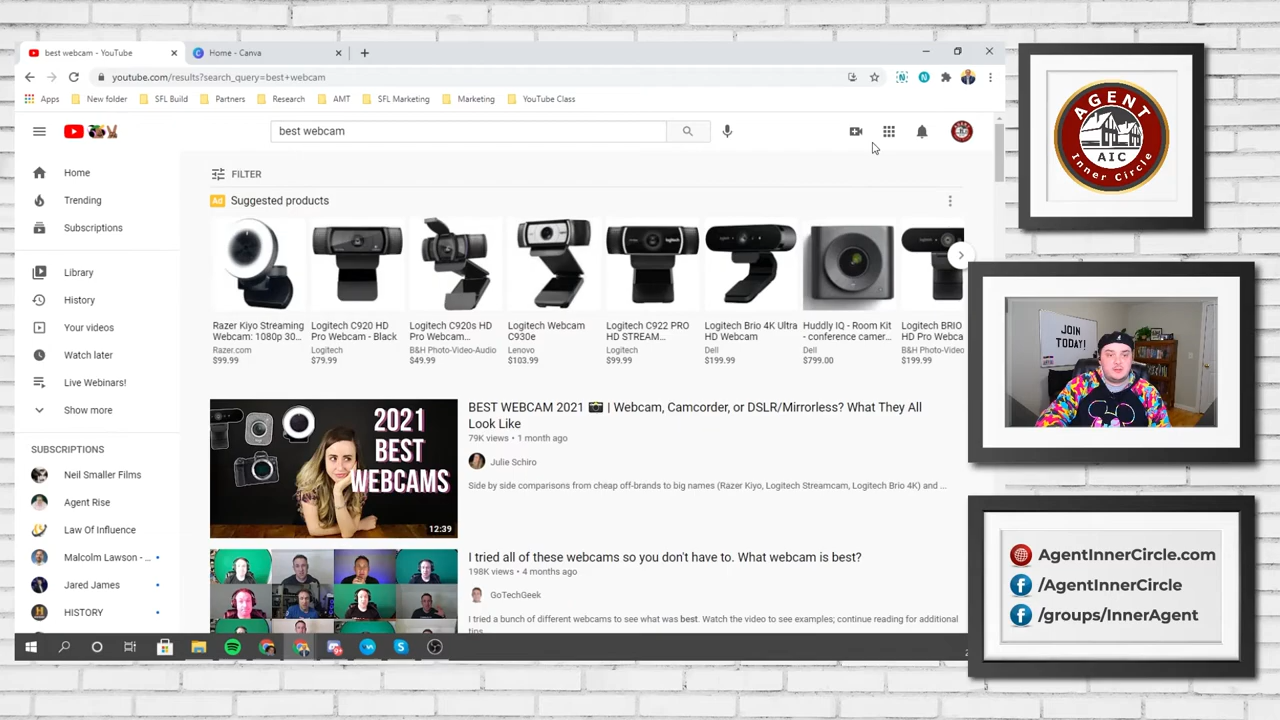 best webcam - YouTube
Home - Canva
youtube.com/results?search_query=best+webcam
Apps
New folder
SFL Build
Partners
Research
AMT
SFL Marketing
Marketing
YouTube Class
best webcam
Home
Trending
Subscriptions
Library
History
Your videos
Watch later
Live Webinars!
Show more
SUBSCRIPTIONS
Neil Smaller Films
Agent Rise
Law Of Influence
Malcolm Lawson - ...
Jared James
HISTORY
FILTER
Ad Suggested products
Razer Kiyo Streaming
Webcam: 1080p 30...
Razer.com
$99.99
Logitech C920 HD
Pro Webcam - Black
Logitech
$79.99
Logitech C920s HD
Pro Webcam...
B&H Photo-Video-Audio
$49.99
Logitech Webcam
C930e
Lenovo
$103.99
Logitech C922 PRO
HD STREAM...
Logitech
$99.99
Logitech Brio 4K Ultra
HD Webcam
Dell
$199.99
Huddly IQ - Room Kit
- conference camer...
Dell
$799.00
Logitech BRIO
HD Pro Webca
B&H Photo-Video
$199.99
2021
BEST
WEBCAMS
12:39
BEST WEBCAM 2021 📷 | Webcam, Camcorder, or DSLR/Mirrorless? What They All
Look Like
79K views • 1 month ago
Julie Schiro
Side by side comparisons from cheap off-brands to big names (Razer Kiyo, Logitech Streamcam, Logitech Brio 4K) and ...
I tried all of these webcams so you don't have to. What webcam is best?
198K views • 4 months ago
GoTechGeek
I tried a bunch of different webcams to see what was best. Watch the video to see examples; continue reading for additional
tips
AGENT
AIC
Inner Circle
JOIN
TODAY!
AgentInnerCircle.com
/AgentInnerCircle
/groups/InnerAgent